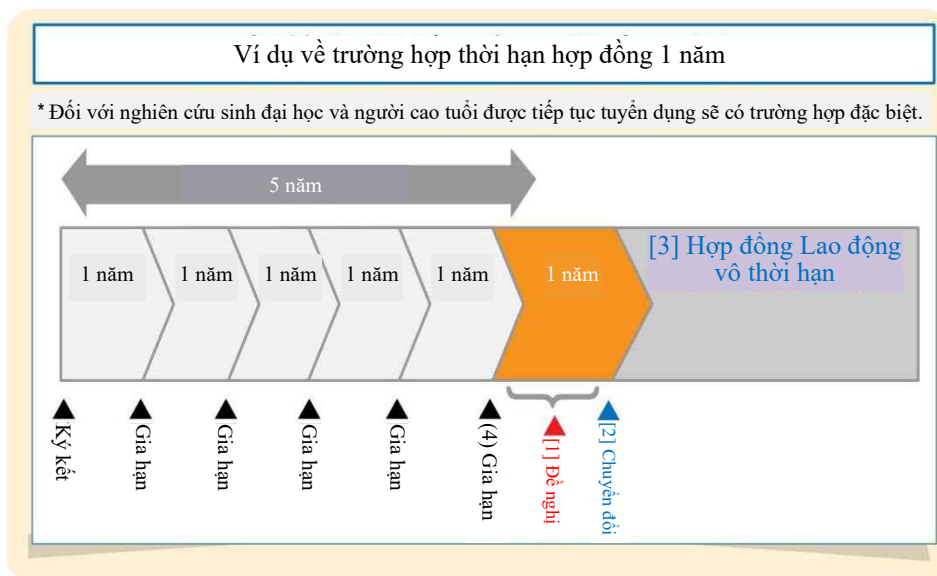 Ví dụ về trường hợp thời hạn hợp đồng 1 năm
* Đối với nghiên cứu sinh đại học và người cao tuổi được tiếp tục tuyển dụng sẽ có trường hợp đặc biệt.
5 năm
1 năm
1 năm
1 năm
1 năm
1 năm
1 năm
[3] Hợp đồng Lao động
vô thời hạn
Ký kết
Gia hạn
Gia hạn
Gia hạn
Gia hạn
(4) Gia hạn
[1] Đề nghị
[2] Chuyển đổi